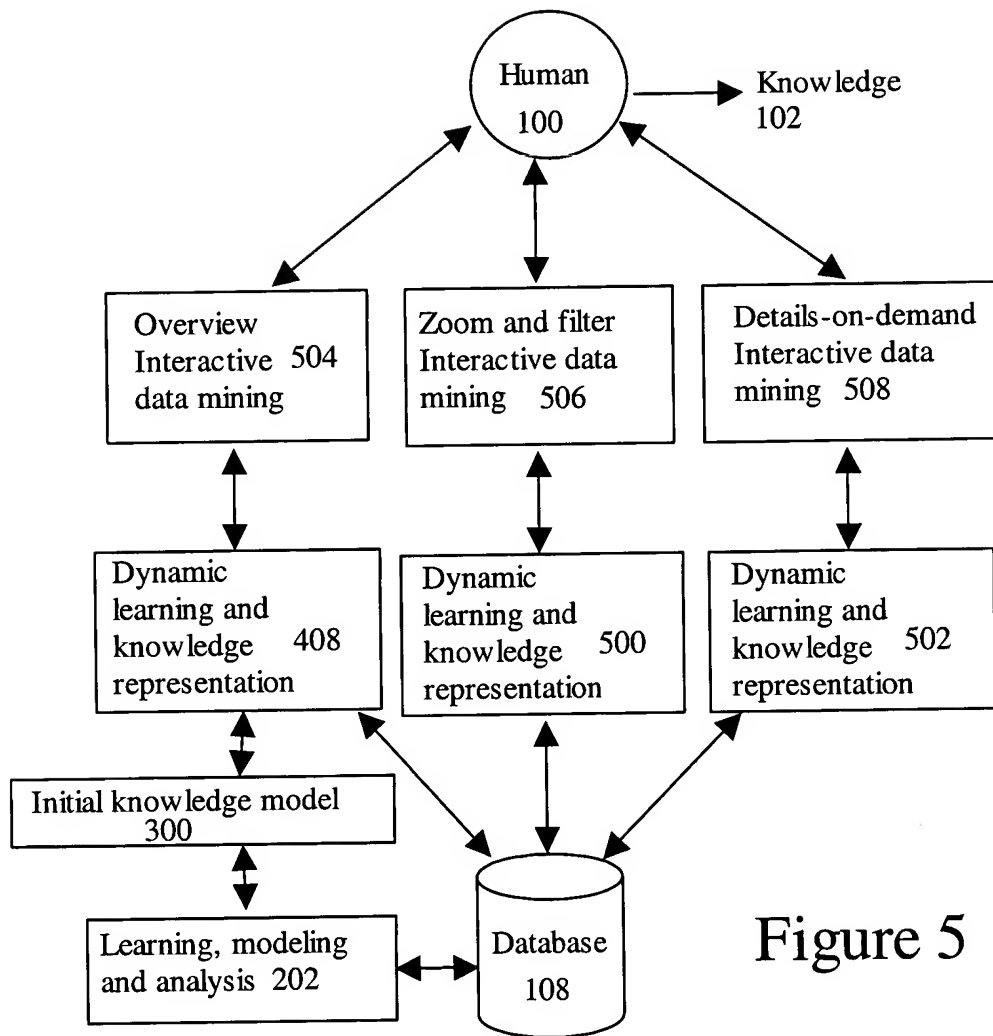 Human
100
Knowledge
102
Overview
Interactive 504
data mining
Zoom and filter
Interactive data
mining 506
Details-on-demand
Interactive data
mining 508
Dynamic
learning and
knowledge 408
representation
Dynamic
learning and
knowledge 500
representation
Dynamic
learning and
knowledge 502
representation
Initial knowledge model
300
Learning, modeling
and analysis 202
Database
108
Figure 5